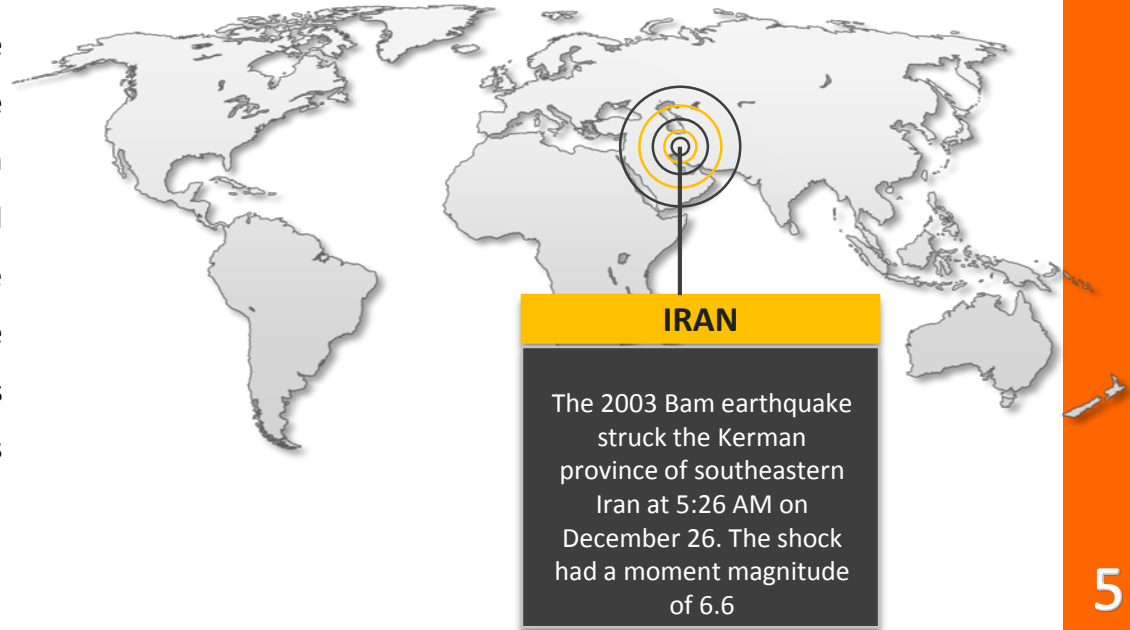 IRAN
The 2003 Bam earthquake
struck the Kerman
province of southeastern
Iran at 5:26 AM on
December 26. The shock
had a moment magnitude
of 6.6
5